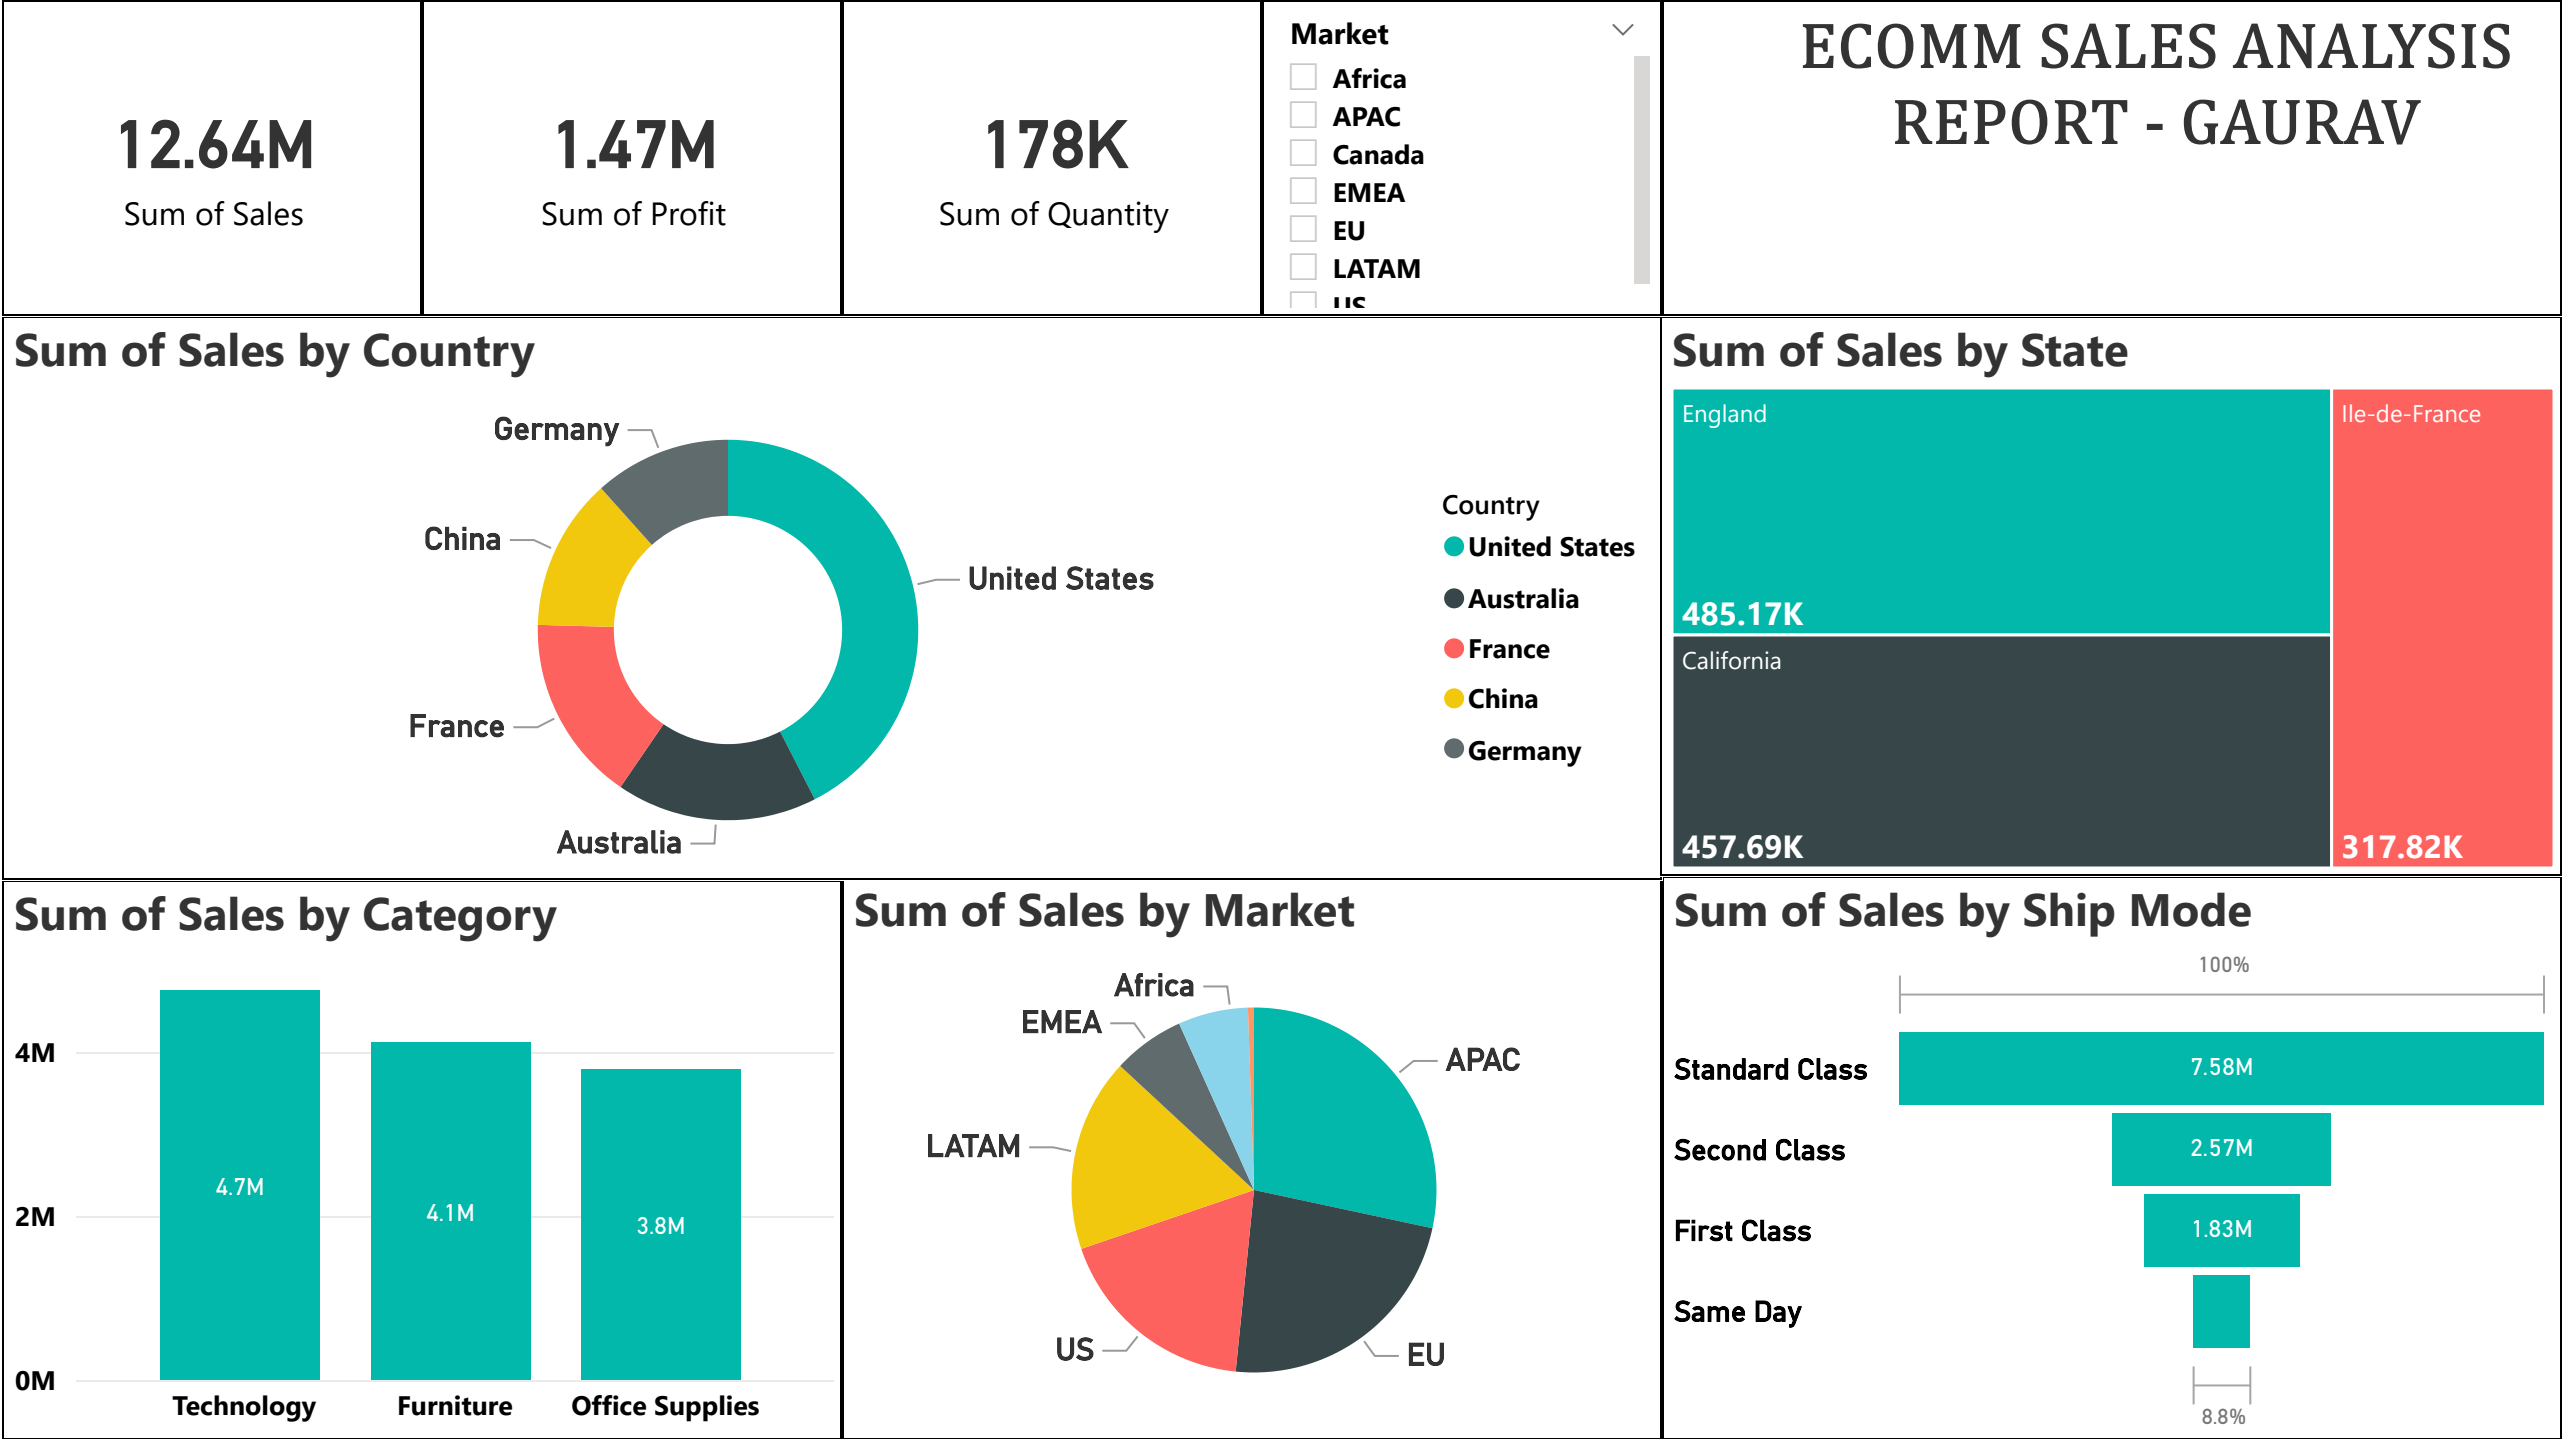 12.64M
Sum of Sales
1.47M
Sum of Profit
178K
Sum of Quantity
Market
Africa
APAC
Canada
EMEA
EU
LATAM
US
ECOMM SALES ANALYSIS
REPORT - GAURAV
Sum of Sales by Country
Germany
China
France
Australia
United States
Country
United States
Australia
France
China
Germany
Sum of Sales by State
England
485.17K
California
457.69K
Ile-de-France
317.82K
Sum of Sales by Category
4M
2M
0M
4.7M
4.1M
3.8M
Technology
Furniture
Office Supplies
Sum of Sales by Market
Africa
EMEA
LATAM
US
APAC
EU
Sum of Sales by Ship Mode
100%
Standard Class
7.58M
Second Class
2.57M
First Class
1.83M
Same Day
8.8%